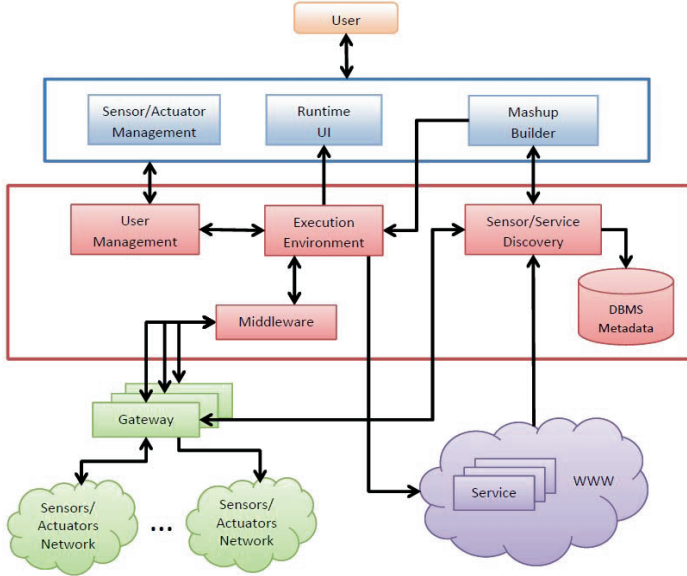 User
Sensor/Actuator
Management
Runtime
UI
Mashup
Builder
User
Management
Execution
Environment
Sensor/Service
Discovery
DBMS
Metadata
Middleware
Gateway
Sensors/
Actuators
Network
...
Sensors/
Actuators
Network
Service
WWW